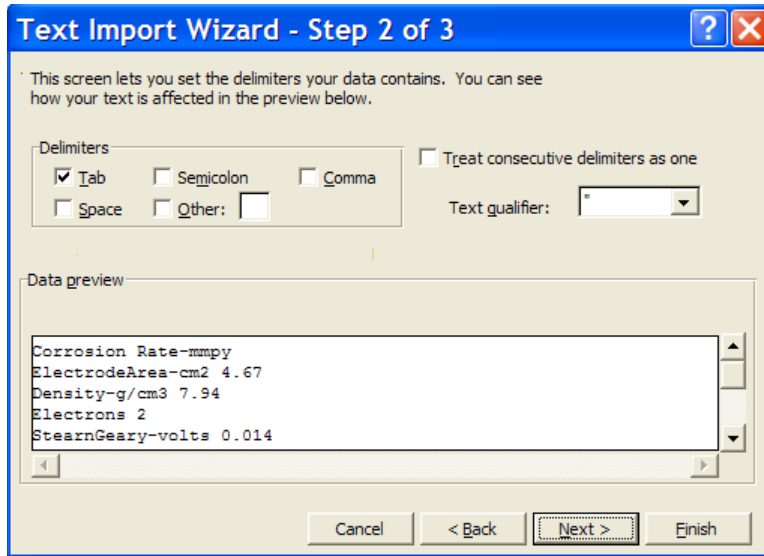 Text Import Wizard - Step 2 of 3
This screen lets you set the delimiters your data contains. You can see
how your text is affected in the preview below.
Delimiters
Tab
Semicolon
Comma
Space
Other:
Treat consecutive delimiters as one
Text qualifier:
"
Data preview
Corrosion Rate-mmpy
ElectrodeArea-cm2 4.67
Density-g/cm3 7.94
Electrons 2
StearnGeary-volts 0.014
Cancel
< Back
Next >
Finish